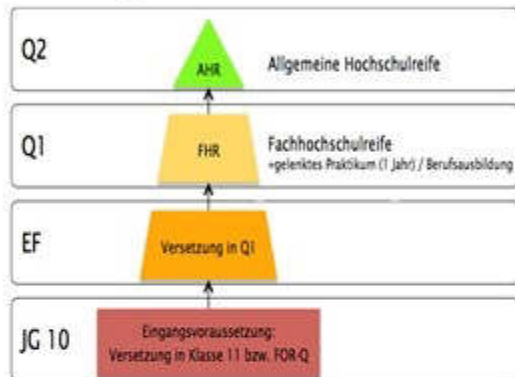 Q2
AHR
Allgemeine Hochschulreife
Q1
FHR
Fachhochschulreife
+gelenktes Praktikum (1 Jahr) / Berufsausbildung
EF
Versetzung in Q1
JG 10
Eingangsvoraussetzung:
Versetzung in Klasse 11 bzw. FOR-Q